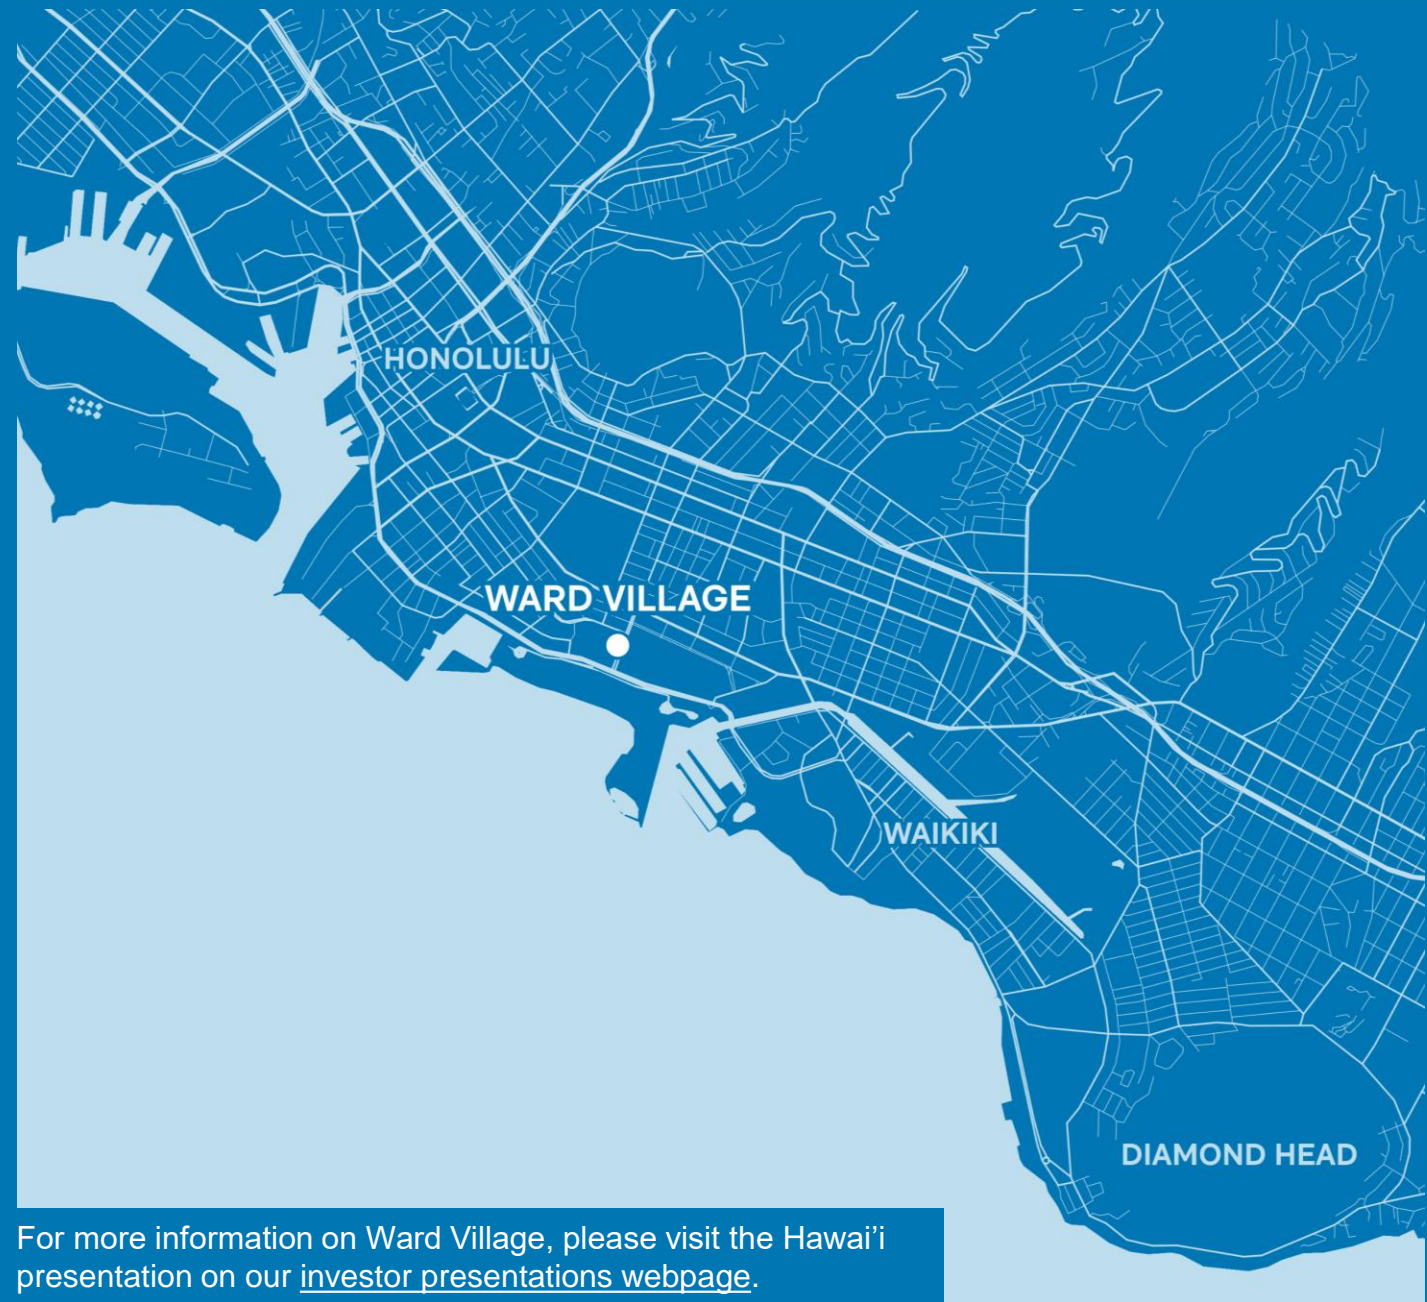 HONOLULU
WARD VILLAGE
WAIKIKI
DIAMOND HEAD
For more information on Ward Village, please visit the Hawai’i
presentation on our investor presentations webpage.